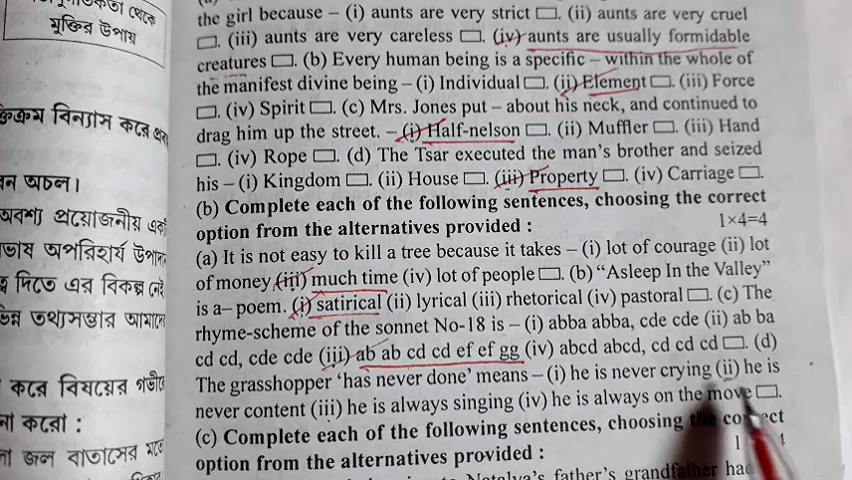 থেকে
মুক্তির উপায়
বিন্যাস করে
অচল।
অবশ্য প্রয়োজনীয়
অপরিহার্য
দিতে এর বিকল্প নেই
তথ্যসম্ভার আমাদের
করে বিষয়ের গভীরে
করো :
জল বাতাসের মতো
the girl because – (i) aunts are very strict □. (ii) aunts are very cruel
□. (iii) aunts are very careless □. (iv) aunts are usually formidable
creatures □. (b) Every human being is a specific – within the whole of
the manifest divine being – (i) Individual □. (ii) Element □. (iii) Force
□. (iv) Spirit □. (c) Mrs. Jones put – about his neck, and continued to
drag him up the street. – (i) Half-nelson □. (ii) Muffler □. (iii) Hand
□. (iv) Rope □. (d) The Tsar executed the man's brother and seized
his – (i) Kingdom □. (ii) House □. (iii) Property □. (iv) Carriage □.
(b) Complete each of the following sentences, choosing the correct
option from the alternatives provided : 1×4=4
(a) It is not easy to kill a tree because it takes – (i) lot of courage (ii) lot
of money (iii) much time (iv) lot of people □. (b) "Asleep In the Valley"
is a– poem. (i) satirical (ii) lyrical (iii) rhetorical (iv) pastoral □. (c) The
rhyme-scheme of the sonnet No-18 is – (i) abba abba, cde cde (ii) ab ba
cd cd, cde cde (iii) ab ab cd cd ef ef gg (iv) abcd abcd, cd cd cd □. (d)
The grasshopper 'has never done' means – (i) he is never crying (ii) he is
never content (iii) he is always singing (iv) he is always on the move □.
(c) Complete each of the following sentences, choosing the correct
option from the alternatives provided :
Natalya's father's grandfather had